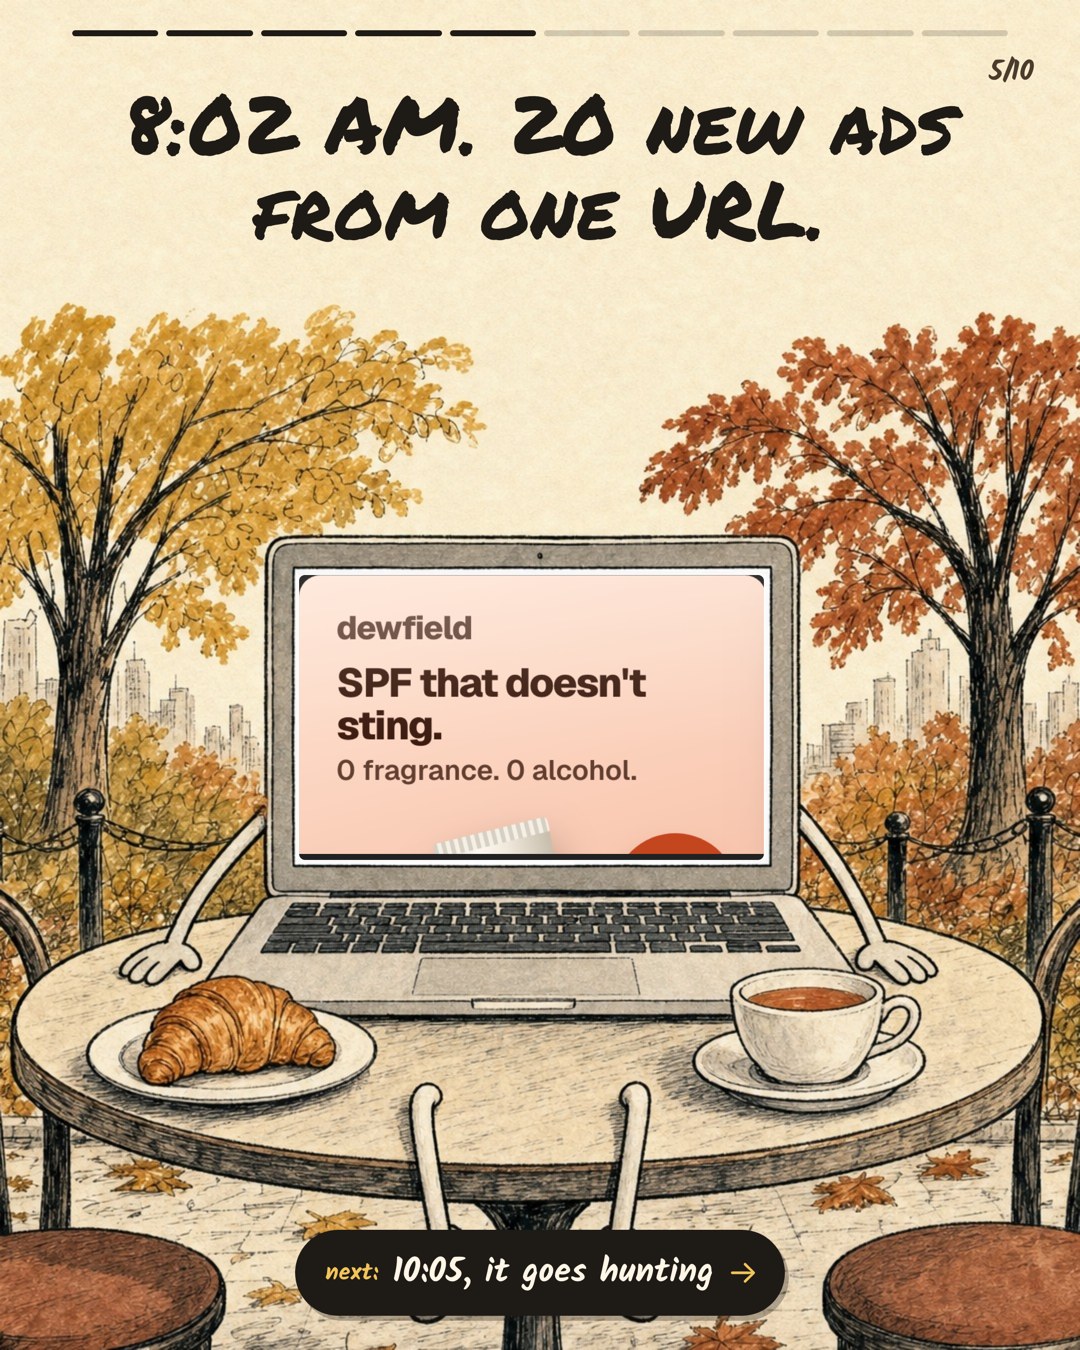 5/10
8:02 AM. 20 NEW ADS
FROM ONE URL.
dewfield
SPF that doesn't
sting.
0 fragrance. 0 alcohol.
next: 10:05, it goes hunting →